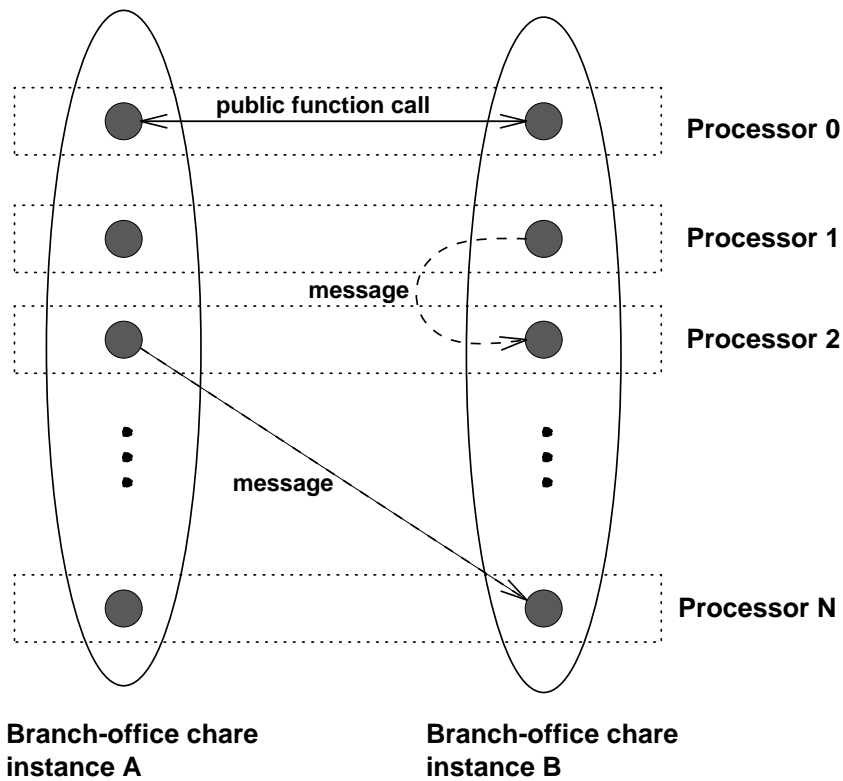 public function call
Processor 0
Processor 1
message
Processor 2
message
Processor N
Branch-office chare
instance A
Branch-office chare
instance B